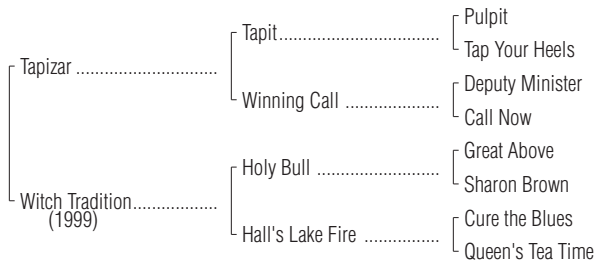 Pulpit
Tapit
Tap Your Heels
Tapizar
Deputy Minister
Winning Call
Call Now
Great Above
Holy Bull
Sharon Brown
Witch Tradition
(1999)
Cure the Blues
Hall's Lake Fire
Queen's Tea Time